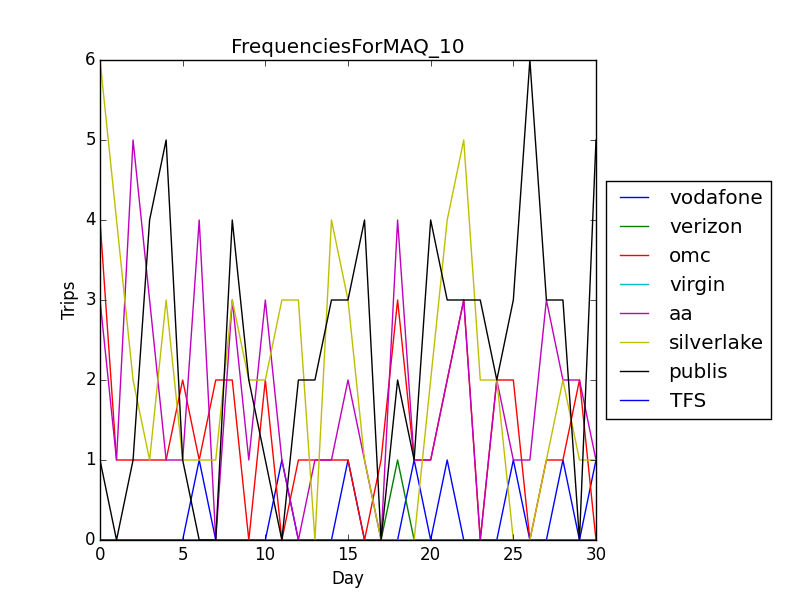 FrequenciesForMAQ_10
6
5
4
3
2
1
0
Trips
0 5 10 15 20 25 30
Day
vodafone
verizon
omc
virgin
aa
silverlake
publis
TFS